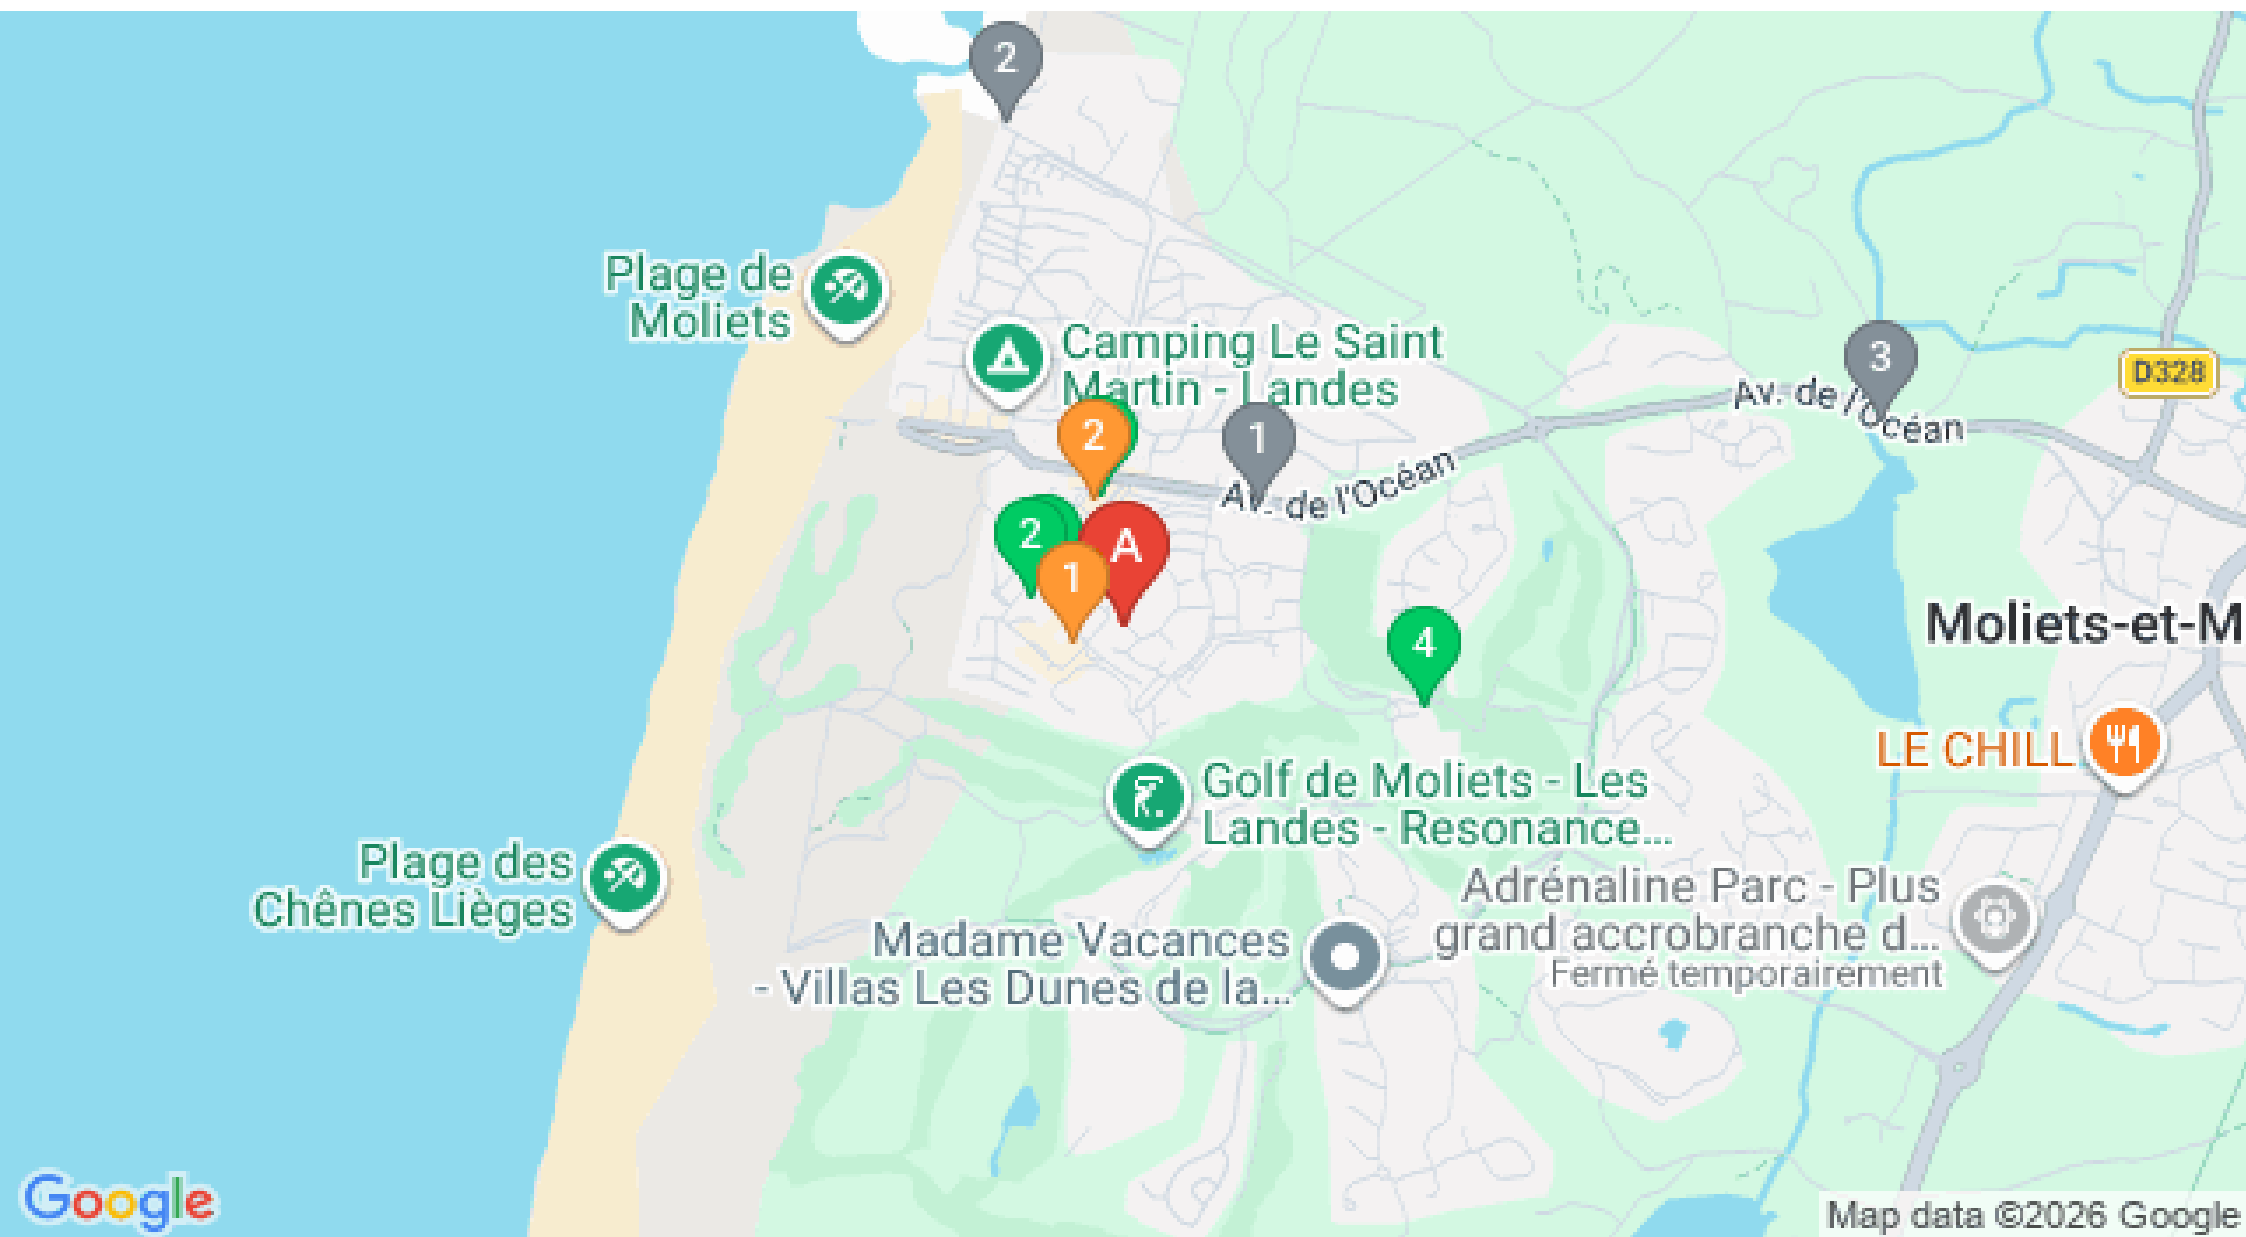 2
Plage de
Moliets
Camping Le Saint
Martin - Landes
3
D328
Av. de l'Océan
2
1
Av. de l'Océan
2
A
1
4
Moliets-et-M
LE CHILL
Golf de Moliets - Les
Landes - Resonance...
Plage des
Chênes Lièges
Adrénaline Parc - Plus
grand accrobranche d...
Fermé temporairement
Madame Vacances
- Villas Les Dunes de la...
Google
Map data ©2026 Google